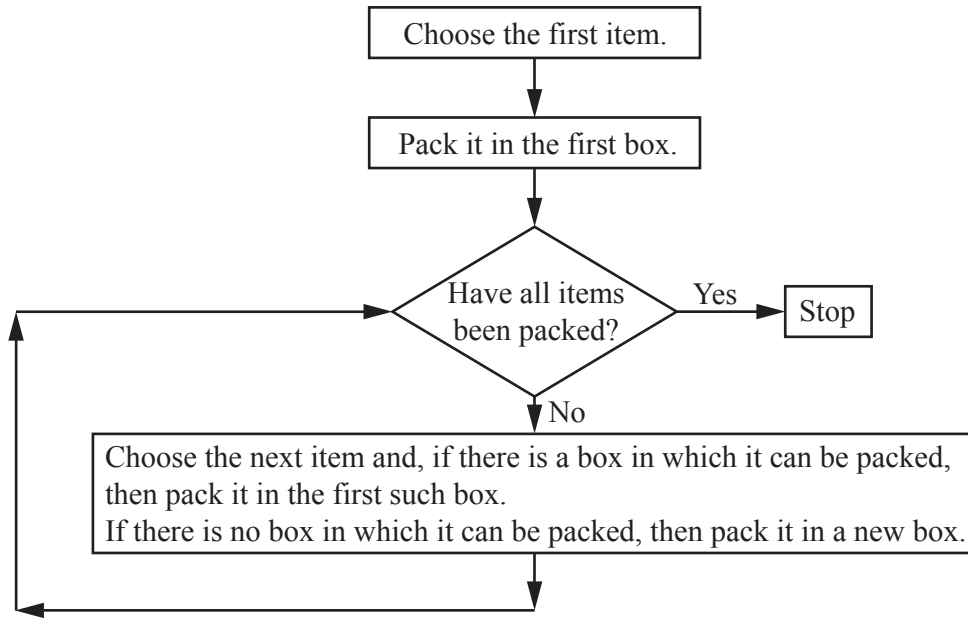 Choose the first item.
Pack it in the first box.
Have all items
been packed?
Yes
Stop
No
Choose the next item and, if there is a box in which it can be packed,
then pack it in the first such box.
If there is no box in which it can be packed, then pack it in a new box.